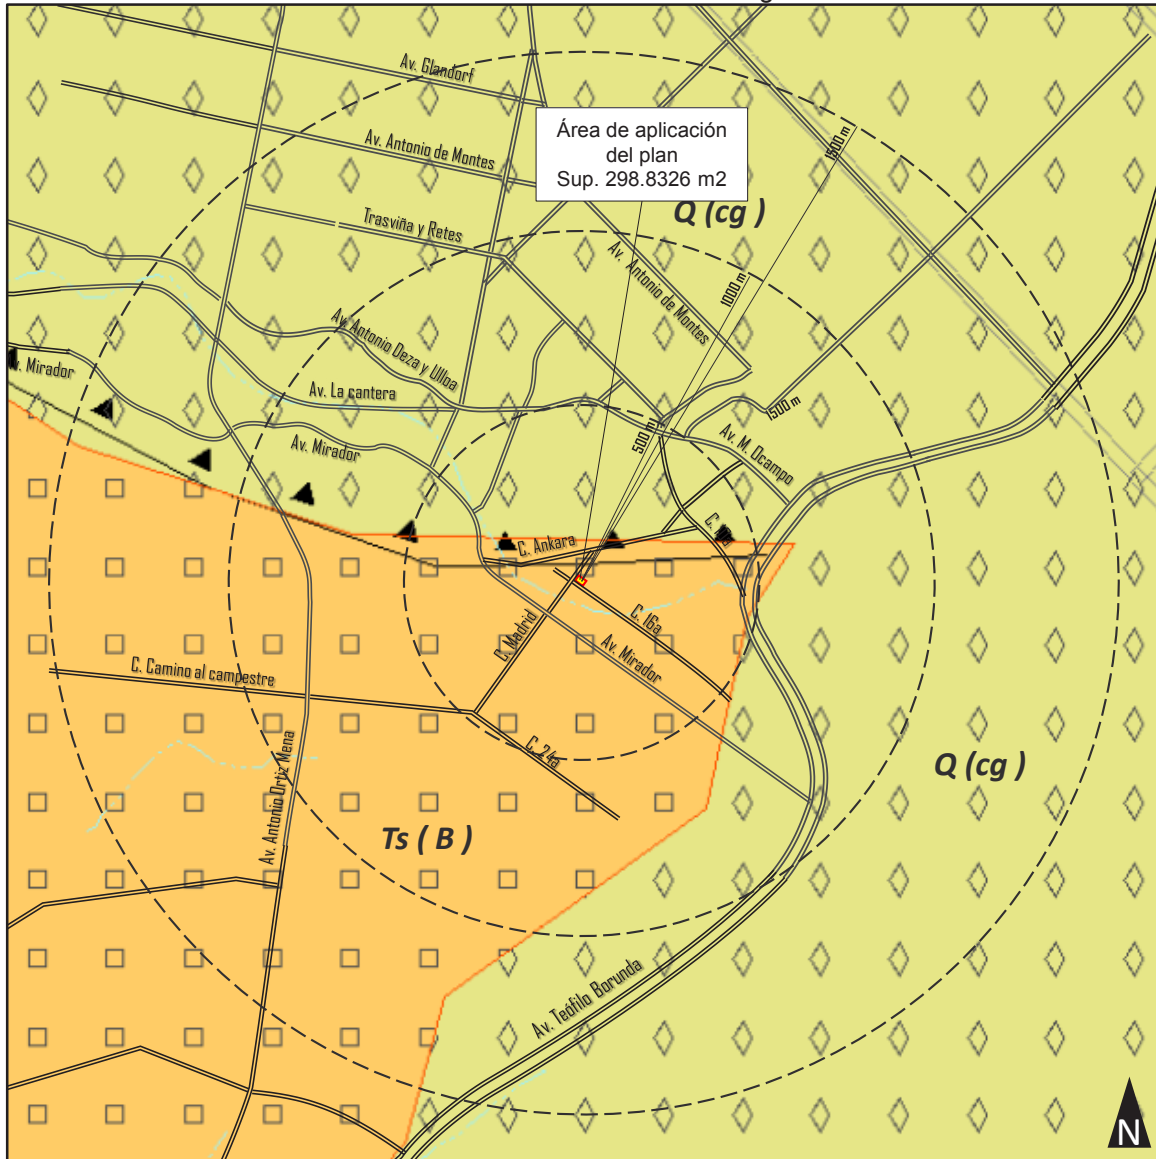 Av. Glandorf
Av. Antonio de Montes
Área de aplicación
del plan
Sup. 298.8326 m2
1500 m
Q (cg )
Trasviña y Retes
Av. Antonio de Montes
1000 m
Av. Antonio Deza y Ulloa
Av. Mirador
Av. La cantera
500 m
500 m
Av. Mirador
Av. M. Ocampo
C. Ankara
C. Madrid
C. 16a
Av. Mirador
C. Camino al campestre
C. 24a
Av. Antonio Ortiz Mena
Q (cg )
Ts ( B )
Av. Teófilo Borunda
N